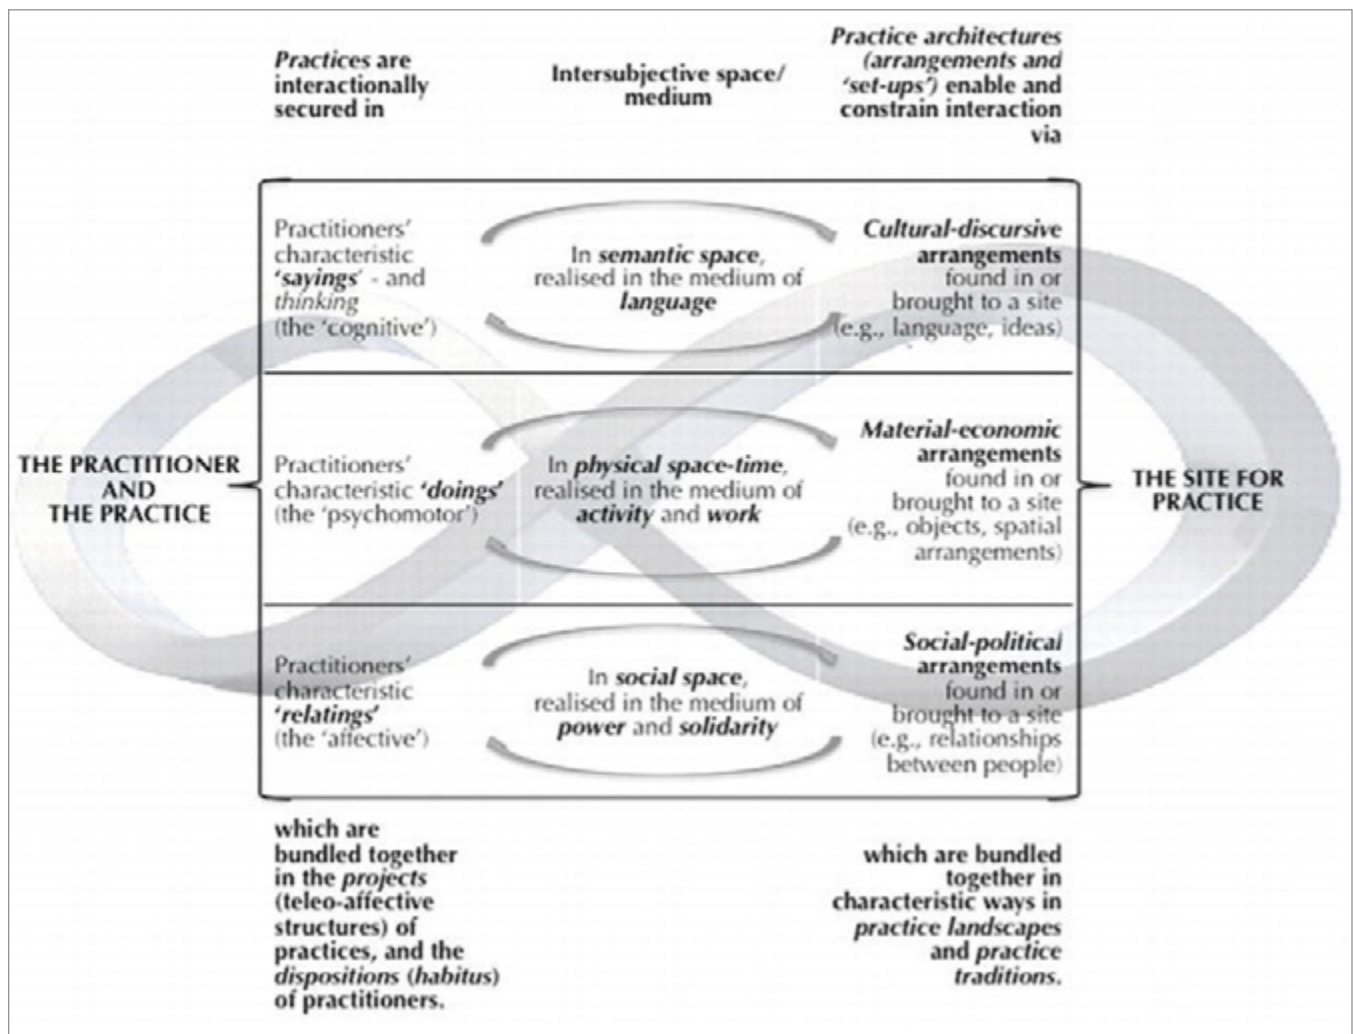 Practices are
interactionally
secured in
Intersubjective space/
medium
Practice architectures
(arrangements and
‘set-ups’) enable and
constrain interaction
via
THE PRACTITIONER
AND
THE PRACTICE
Practitioners’
characteristic
‘sayings’ - and
thinking
(the ‘cognitive’)
In semantic space,
realised in the medium of
language
Cultural-discursive
arrangements
found in or
brought to a site
(e.g., language, ideas)
Practitioners’
characteristic ‘doings’
(the ‘psychomotor’)
In physical space-time,
realised in the medium of
activity and work
Material-economic
arrangements
found in or
brought to a site
(e.g., objects, spatial
arrangements)
Practitioners’
characteristic
‘relatings’
(the ‘affective’)
In social space,
realised in the medium of
power and solidarity
Social-political
arrangements
found in or
brought to a site
(e.g., relationships
between people)
THE SITE FOR
PRACTICE
which are
bundled together
in the projects
(teleo-affective
structures) of
practices, and the
dispositions (habitus)
of practitioners.
which are bundled
together in
characteristic ways in
practice landscapes
and practice
traditions.